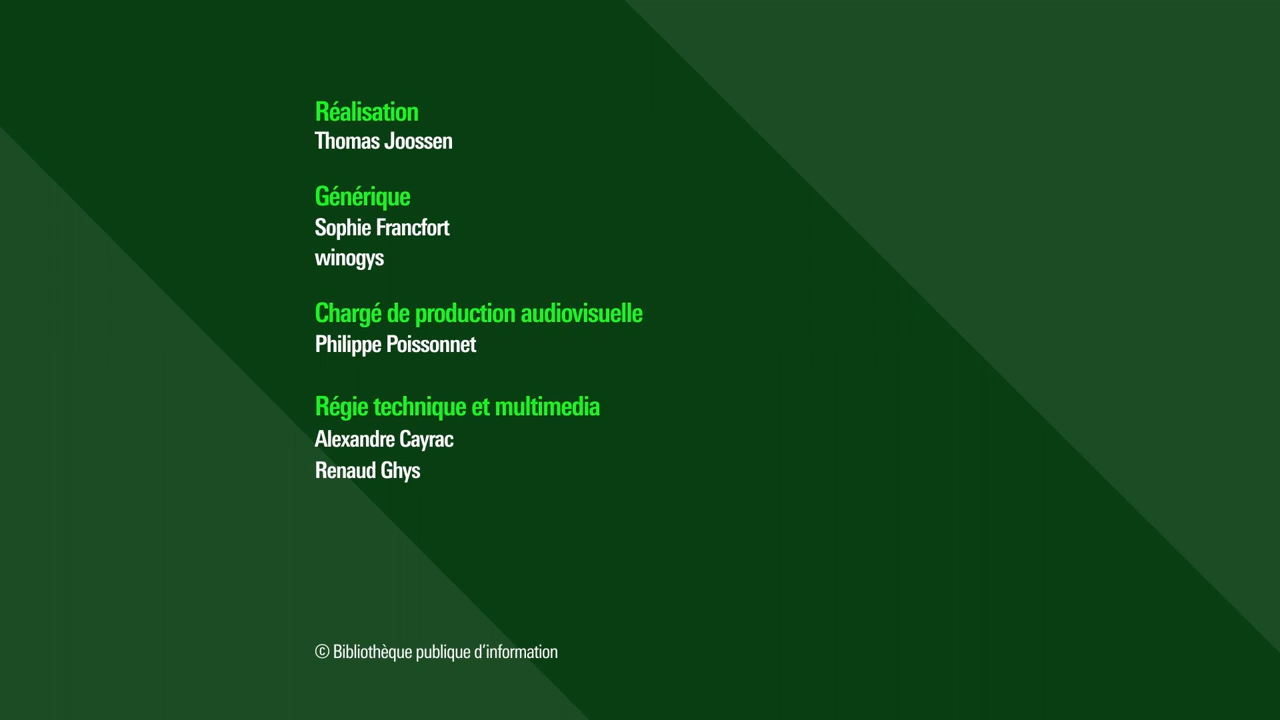 Réalisation
Thomas Joossen
Générique
Sophie Francfort
winogys
Chargé de production audiovisuelle
Philippe Poissonnet
Régie technique et multimedia
Alexandre Cayrac
Renaud Ghys
© Bibliothèque publique d’information